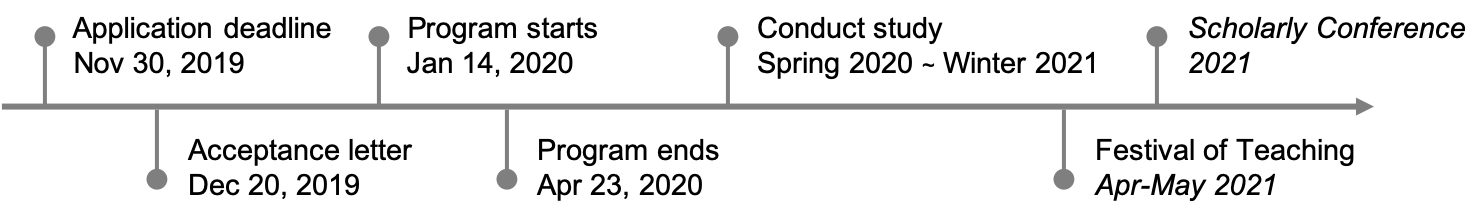 Application deadline
Nov 30, 2019
Program starts
Jan 14, 2020
Conduct study
Spring 2020 ~ Winter 2021
Scholarly Conference
2021
Acceptance letter
Dec 20, 2019
Program ends
Apr 23, 2020
Festival of Teaching
Apr-May 2021